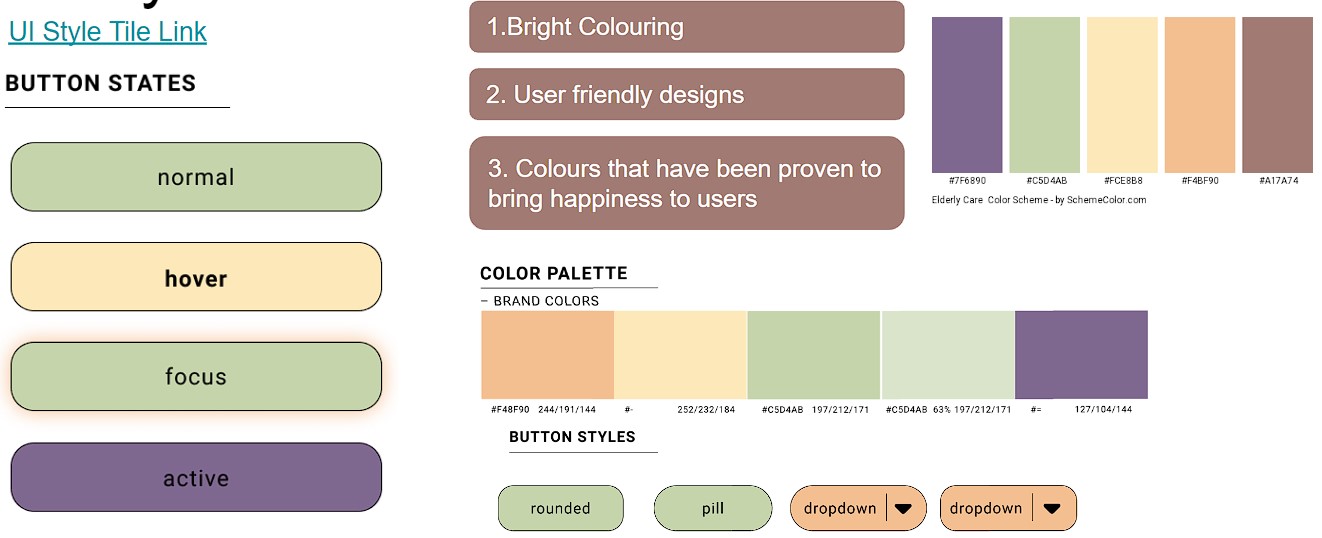 UI Style Tile Link
BUTTON STATES
normal
hover
focus
active
1.Bright Colouring
2. User friendly designs
3. Colours that have been proven to
bring happiness to users
#7F6890 #C5D4AB #FCE8B8 #F4BF90 #A17A74
Elderly Care Color Scheme - by SchemeColor.com
COLOR PALETTE
– BRAND COLORS
#F48F90 244/191/144 #- 252/232/184 #C5D4AB 197/212/171 #C5D4AB 63% 197/212/171 #= 127/104/144
BUTTON STYLES
rounded pill dropdown dropdown